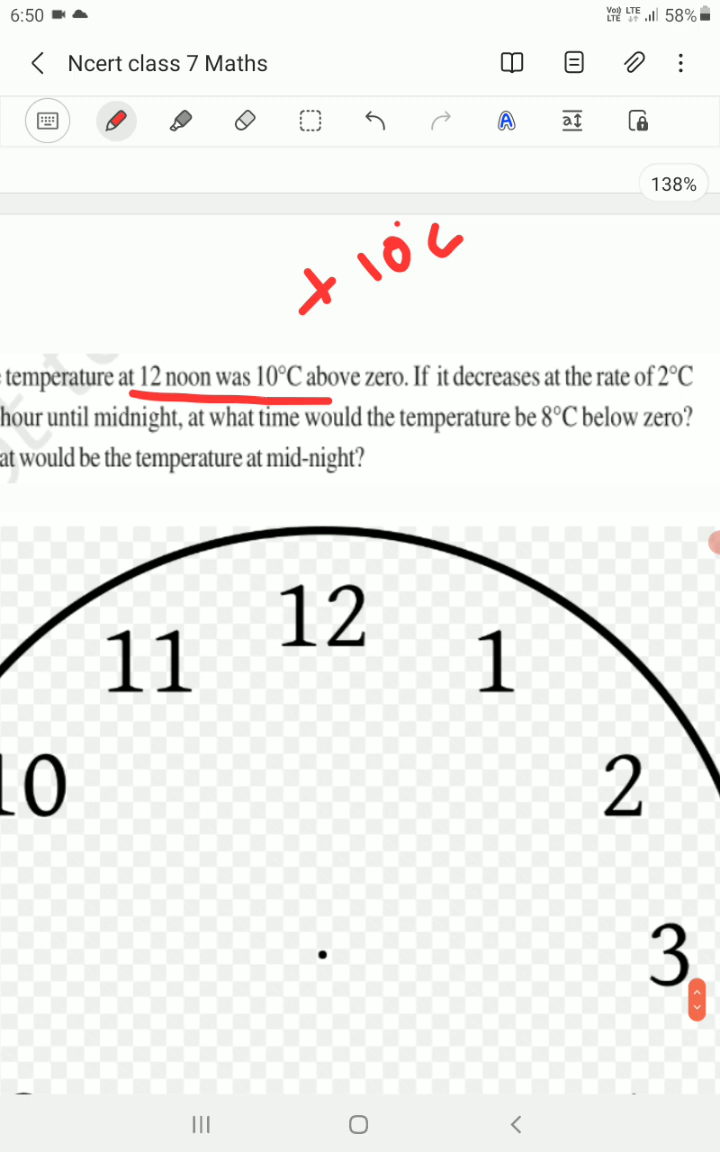 6:50 58%
Ncert class 7 Maths
138%
+ 10°C
temperature at 12 noon was 10°C above zero. If it decreases at the rate of 2°C
hour until midnight, at what time would the temperature be 8°C below zero?
at would be the temperature at mid-night?
12
11 1
10 2
3